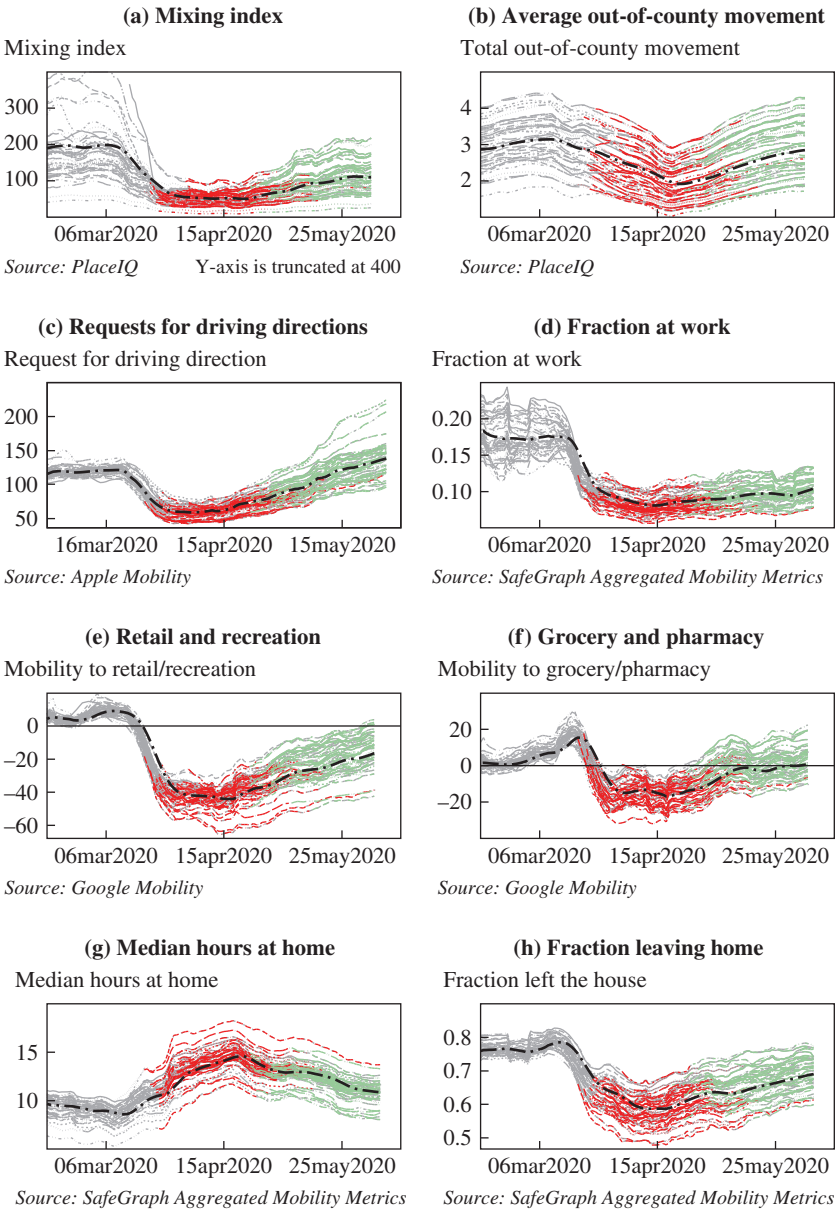 (a) Mixing index
Mixing index
300
200
100
06mar2020 15apr2020 25may2020
Source: PlaceIQ Y-axis is truncated at 400
(b) Average out-of-county movement
Total out-of-county movement
4
3
2
06mar2020 15apr2020 25may2020
Source: PlaceIQ
(c) Requests for driving directions
Request for driving direction
200
150
100
50
16mar2020 15apr2020 15may2020
Source: Apple Mobility
(d) Fraction at work
Fraction at work
0.20
0.15
0.10
06mar2020 15apr2020 25may2020
Source: SafeGraph Aggregated Mobility Metrics
(e) Retail and recreation
Mobility to retail/recreation
0
–20
–40
–60
06mar2020 15apr2020 25may2020
Source: Google Mobility
(f) Grocery and pharmacy
Mobility to grocery/pharmacy
20
0
–20
06mar2020 15apr2020 25may2020
Source: Google Mobility
(g) Median hours at home
Median hours at home
15
10
06mar2020 15apr2020 25may2020
Source: SafeGraph Aggregated Mobility Metrics
(h) Fraction leaving home
Fraction left the house
0.8
0.7
0.6
0.5
06mar2020 15apr2020 25may2020
Source: SafeGraph Aggregated Mobility Metrics